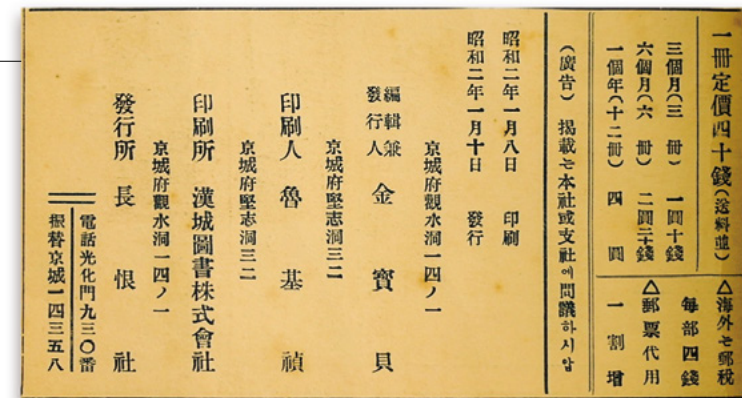 一冊定價四十錢(送料並)
三個月(三 冊) 一圓十錢
六個月(六 冊) 二圓二十錢
一個年(十二冊) 四 圓
△海外는郵稅
每部四錢
△郵票代用
一割增
(廣告) 揭載는本社或支社에問議하시압
昭和二年一月八日 印刷
昭和二年一月十日 發行
京城府觀水洞一四ノ一
編輯兼發行人 金寶貝
京城府堅志洞三二
印刷人 魯基禎
京城府堅志洞三二
印刷所 漢城圖書株式會社
京城府觀水洞一四ノ一
發行所 長恨社
電話光化門九三〇番
振替京城一四三五八